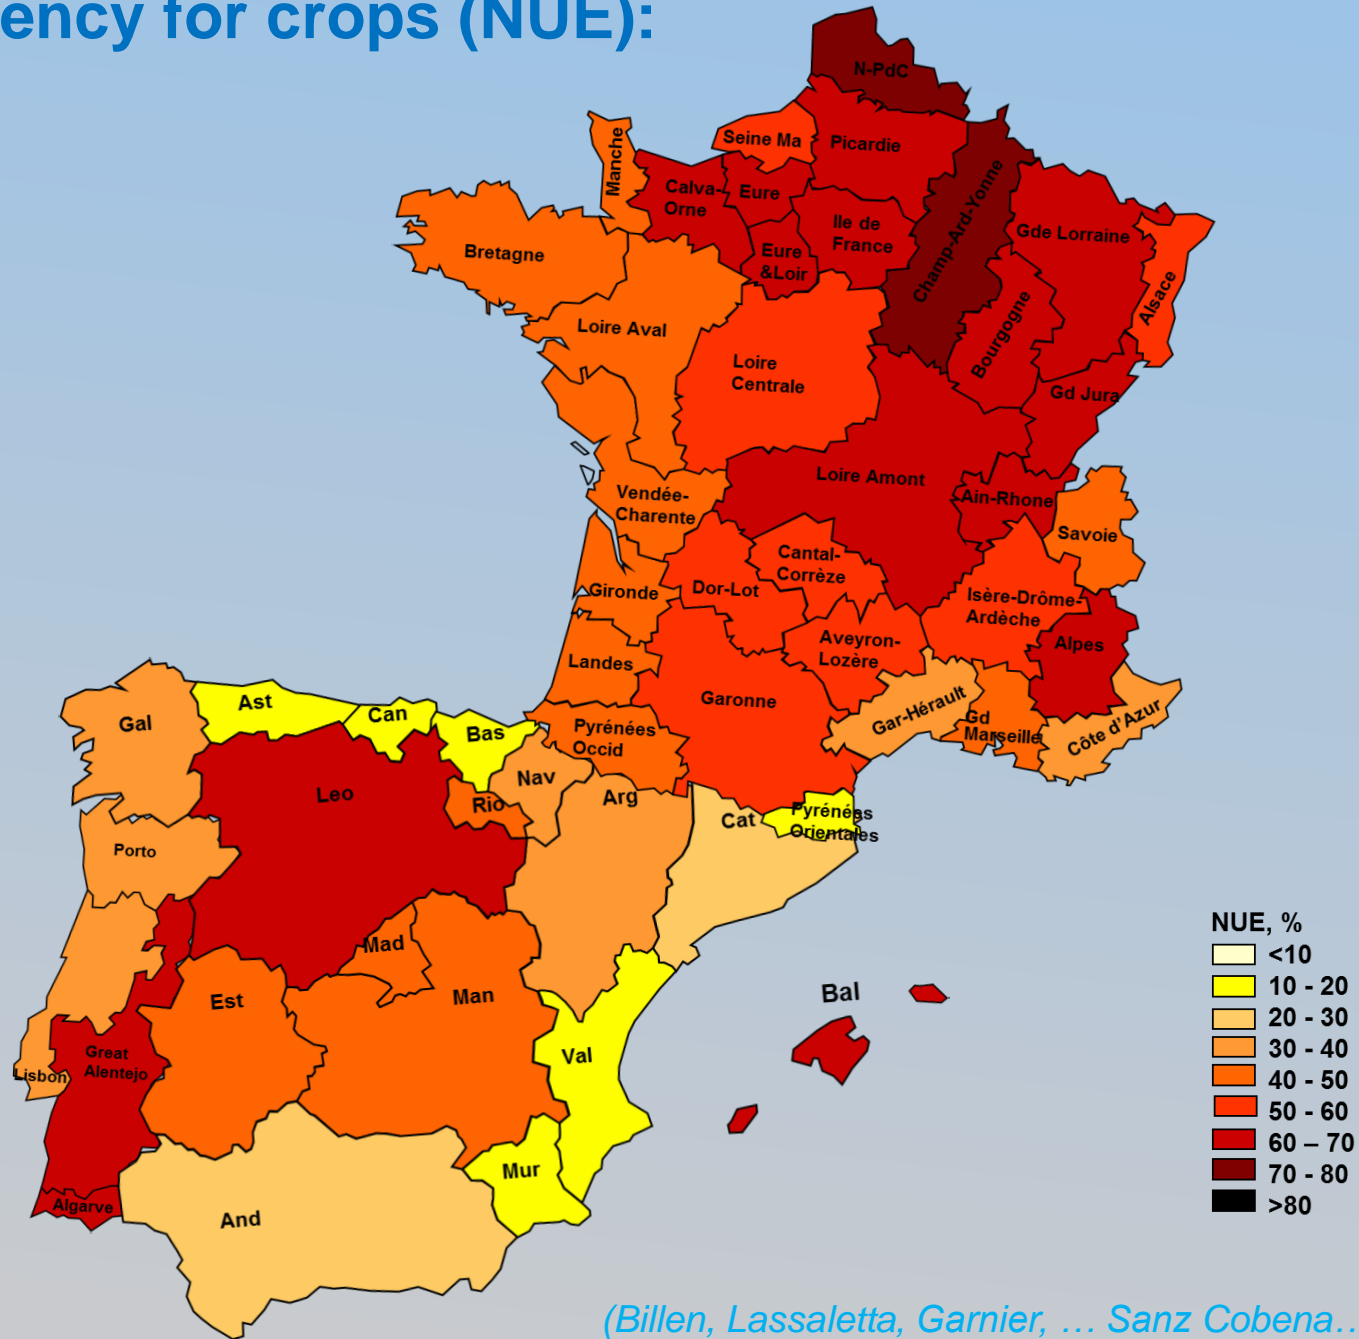 ency for crops (NUE):
N-PdC
Manche
Seine Ma
Picardie
Calva-
Orne
Eure
Ile de
France
Champ-Ard-Yonne
Gde Lorraine
Alsace
Bretagne
Eure
&Loir
Loire Aval
Bourgogne
Loire
Centrale
Gd Jura
Loire Amont
Ain-Rhone
Vendée-
Charente
Savoie
Cantal-
Corrèze
Gironde
Dor-Lot
Isère-Drôme-
Ardèche
Aveyron-
Lozère
Alpes
Landes
Garonne
Gar-Hérault
Gd
Marseille
Côte d'Azur
Pyrénées
Occid
Gal
Ast
Can
Bas
Nav
Leo
Rio
Arg
Cat
Pyrénées
Orientales
Porto
Mad
Est
Man
Bal
Val
Great
Alentejo
Lisbon
Mur
Algarve
And
NUE, %
<10
10 - 20
20 - 30
30 - 40
40 - 50
50 - 60
60 – 70
70 - 80
>80
(Billen, Lassaletta, Garnier, … Sanz Cobena…